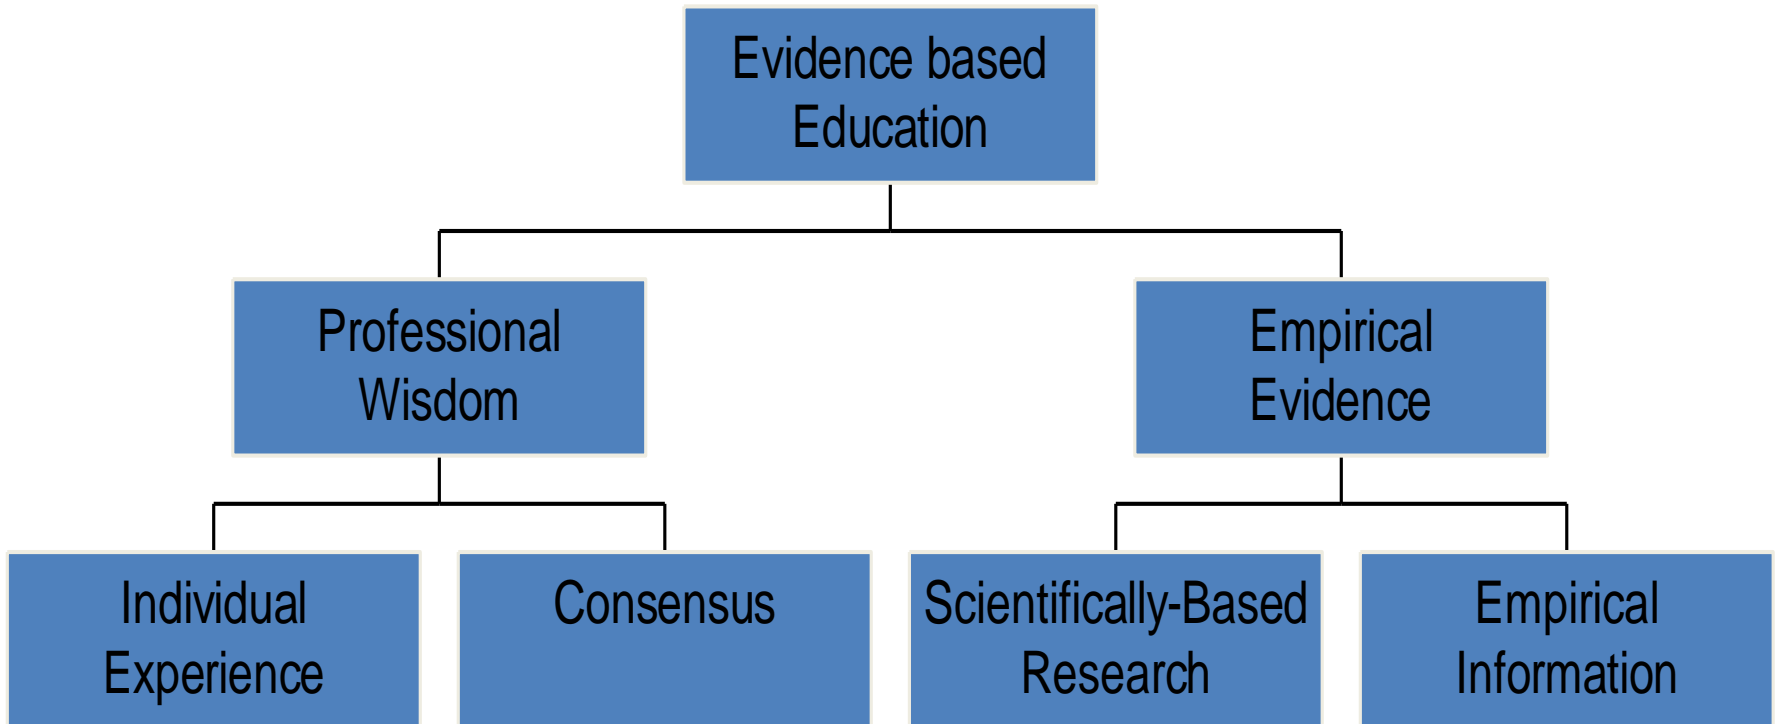 Evidence based
Education
Professional
Wisdom
Empirical
Evidence
Individual
Experience
Consensus
Scientifically-Based
Research
Empirical
Information